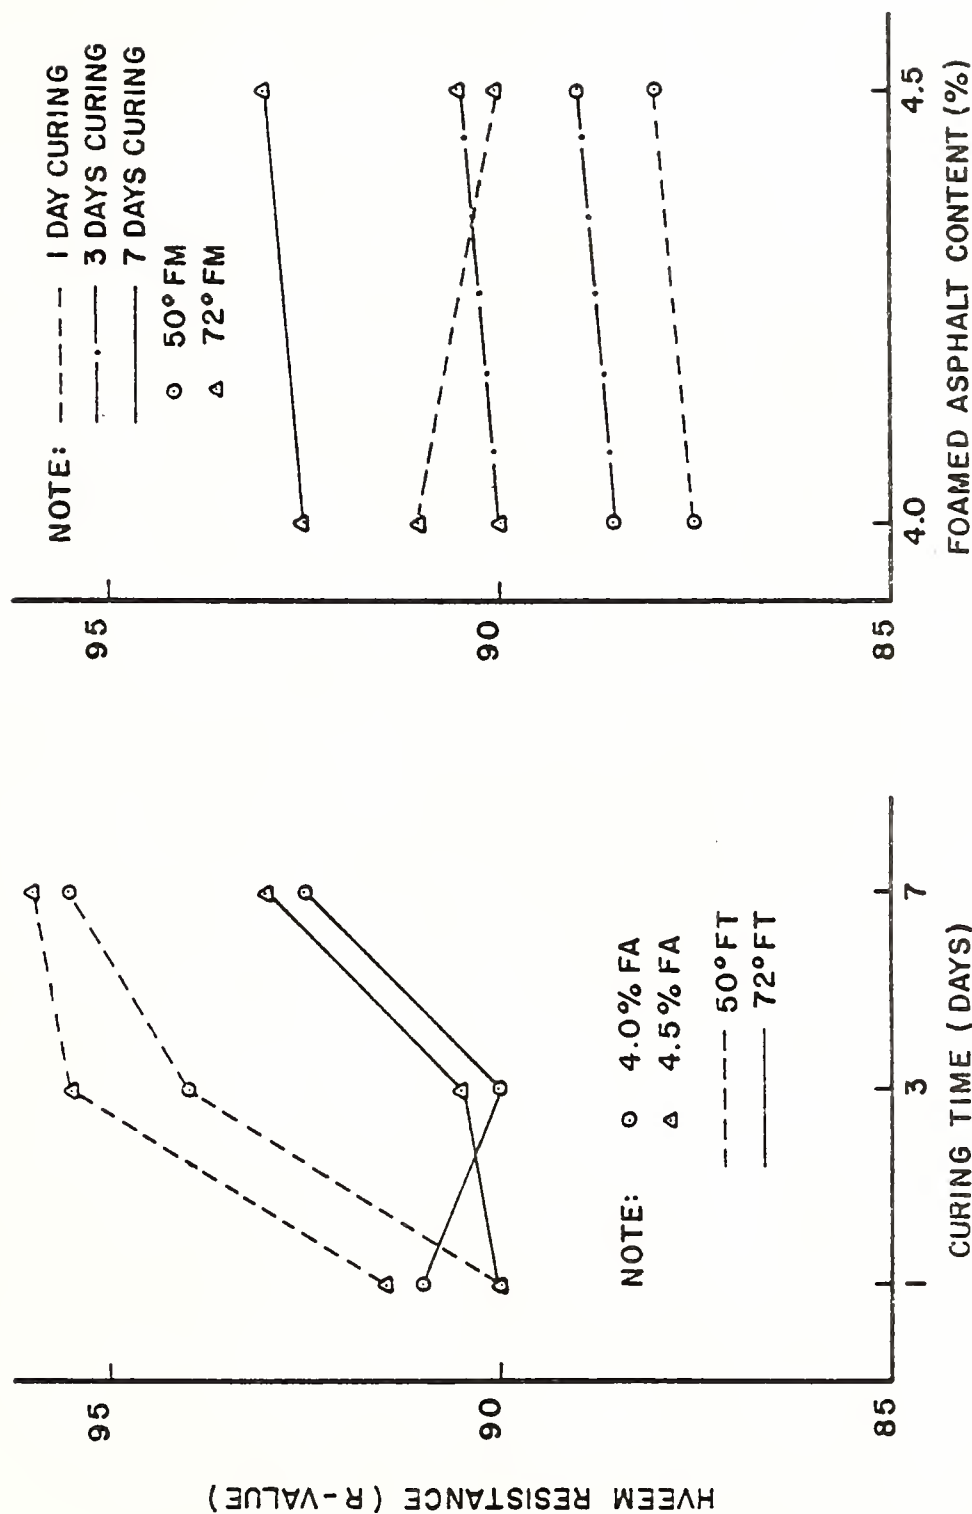 HVEEM RESISTANCE (R-VALUE)
95
90
85
1
3
7
CURING TIME (DAYS)
NOTE:
4.0% FA
4.5% FA
50°FT
72°FT
95
90
85
4.0
4.5
FOAMED ASPHALT CONTENT (%)
NOTE:
1 DAY CURING
3 DAYS CURING
7 DAYS CURING
50°FM
72°FM